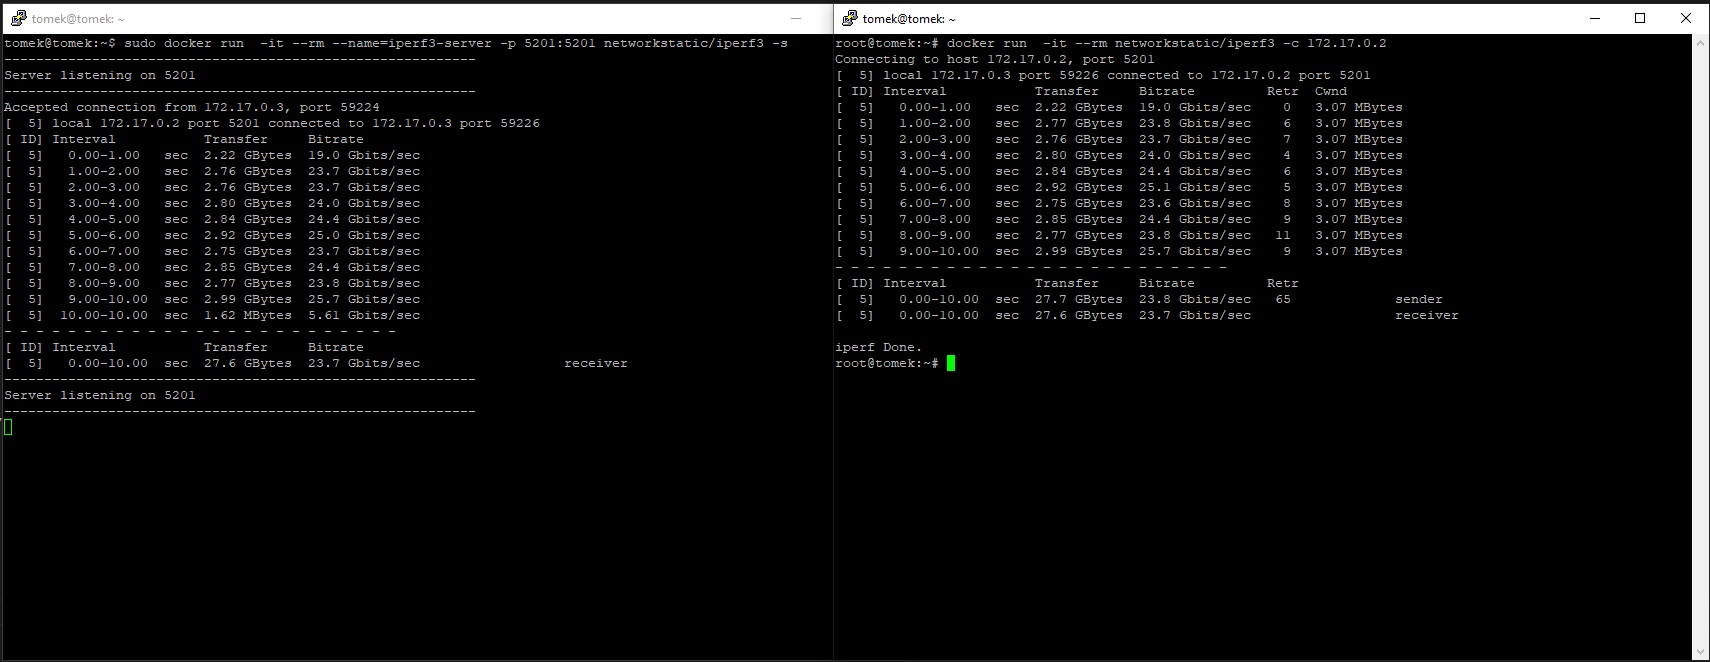 tomek@tomek: ~
tomek@tomek:~$ sudo docker run  -it --rm --name=iperf3-server -p 5201:5201 networkstatic/iperf3 -s
-----------------------------------------------------------
Server listening on 5201
-----------------------------------------------------------
Accepted connection from 172.17.0.3, port 59224
[  5] local 172.17.0.2 port 5201 connected to 172.17.0.3 port 59226
[ ID] Interval           Transfer     Bitrate
[  5]   0.00-1.00   sec  2.22 GBytes  19.0 Gbits/sec
[  5]   1.00-2.00   sec  2.76 GBytes  23.7 Gbits/sec
[  5]   2.00-3.00   sec  2.76 GBytes  23.7 Gbits/sec
[  5]   3.00-4.00   sec  2.80 GBytes  24.0 Gbits/sec
[  5]   4.00-5.00   sec  2.84 GBytes  24.4 Gbits/sec
[  5]   5.00-6.00   sec  2.92 GBytes  25.0 Gbits/sec
[  5]   6.00-7.00   sec  2.75 GBytes  23.7 Gbits/sec
[  5]   7.00-8.00   sec  2.85 GBytes  24.4 Gbits/sec
[  5]   8.00-9.00   sec  2.77 GBytes  23.8 Gbits/sec
[  5]   9.00-10.00  sec  2.99 GBytes  25.7 Gbits/sec
[  5]  10.00-10.00  sec  1.62 MBytes  5.61 Gbits/sec
- - - - - - - - - - - - - - - - - - - - - - - - -
[ ID] Interval           Transfer     Bitrate
[  5]   0.00-10.00  sec  27.6 GBytes  23.7 Gbits/sec                  receiver
-----------------------------------------------------------
Server listening on 5201
-----------------------------------------------------------
tomek@tomek: ~
root@tomek:~# docker run  -it --rm networkstatic/iperf3 -c 172.17.0.2
Connecting to host 172.17.0.2, port 5201
[  5] local 172.17.0.3 port 59226 connected to 172.17.0.2 port 5201
[ ID] Interval           Transfer     Bitrate         Retr  Cwnd
[  5]   0.00-1.00   sec  2.22 GBytes  19.0 Gbits/sec    0   3.07 MBytes
[  5]   1.00-2.00   sec  2.77 GBytes  23.8 Gbits/sec    6   3.07 MBytes
[  5]   2.00-3.00   sec  2.76 GBytes  23.7 Gbits/sec    7   3.07 MBytes
[  5]   3.00-4.00   sec  2.80 GBytes  24.0 Gbits/sec    4   3.07 MBytes
[  5]   4.00-5.00   sec  2.84 GBytes  24.4 Gbits/sec    6   3.07 MBytes
[  5]   5.00-6.00   sec  2.92 GBytes  25.1 Gbits/sec    5   3.07 MBytes
[  5]   6.00-7.00   sec  2.75 GBytes  23.6 Gbits/sec    8   3.07 MBytes
[  5]   7.00-8.00   sec  2.85 GBytes  24.4 Gbits/sec    9   3.07 MBytes
[  5]   8.00-9.00   sec  2.77 GBytes  23.8 Gbits/sec   11   3.07 MBytes
[  5]   9.00-10.00  sec  2.99 GBytes  25.7 Gbits/sec    9   3.07 MBytes
- - - - - - - - - - - - - - - - - - - - - - - - -
[ ID] Interval           Transfer     Bitrate         Retr
[  5]   0.00-10.00  sec  27.7 GBytes  23.8 Gbits/sec   65             sender
[  5]   0.00-10.00  sec  27.6 GBytes  23.7 Gbits/sec                  receiver
iperf Done.
root@tomek:~#